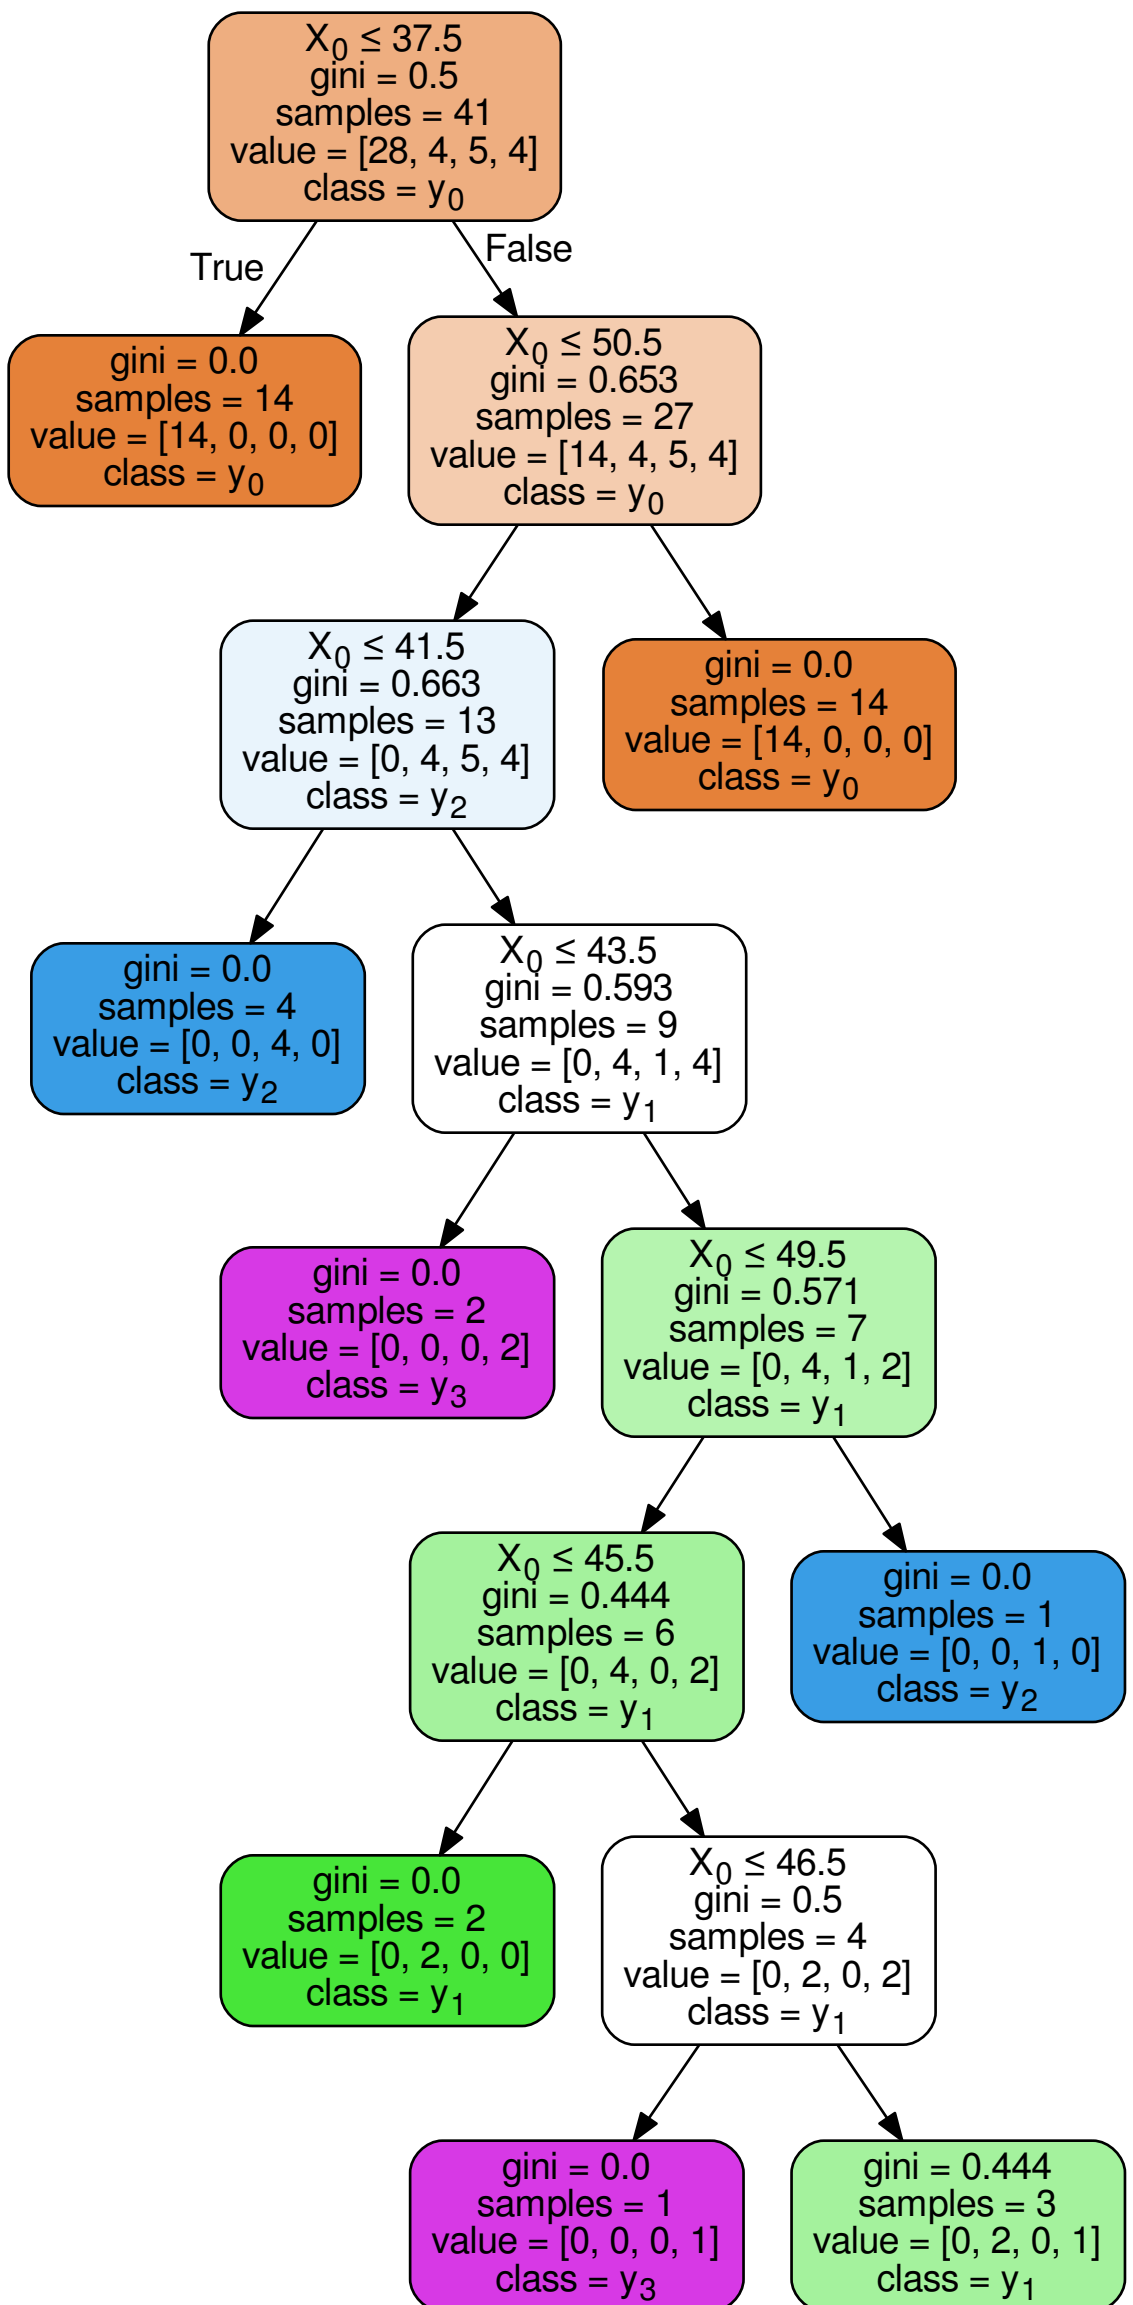 X₀ ≤ 37.5
gini = 0.5
samples = 41
value = [28, 4, 5, 4]
class = y₀
True
False
gini = 0.0
samples = 14
value = [14, 0, 0, 0]
class = y₀
X₀ ≤ 50.5
gini = 0.653
samples = 27
value = [14, 4, 5, 4]
class = y₀
X₀ ≤ 41.5
gini = 0.663
samples = 13
value = [0, 4, 5, 4]
class = y₂
gini = 0.0
samples = 14
value = [14, 0, 0, 0]
class = y₀
gini = 0.0
samples = 4
value = [0, 0, 4, 0]
class = y₂
X₀ ≤ 43.5
gini = 0.593
samples = 9
value = [0, 4, 1, 4]
class = y₁
gini = 0.0
samples = 2
value = [0, 0, 0, 2]
class = y₃
X₀ ≤ 49.5
gini = 0.571
samples = 7
value = [0, 4, 1, 2]
class = y₁
X₀ ≤ 45.5
gini = 0.444
samples = 6
value = [0, 4, 0, 2]
class = y₁
gini = 0.0
samples = 1
value = [0, 0, 1, 0]
class = y₂
gini = 0.0
samples = 2
value = [0, 2, 0, 0]
class = y₁
X₀ ≤ 46.5
gini = 0.5
samples = 4
value = [0, 2, 0, 2]
class = y₁
gini = 0.0
samples = 1
value = [0, 0, 0, 1]
class = y₃
gini = 0.444
samples = 3
value = [0, 2, 0, 1]
class = y₁